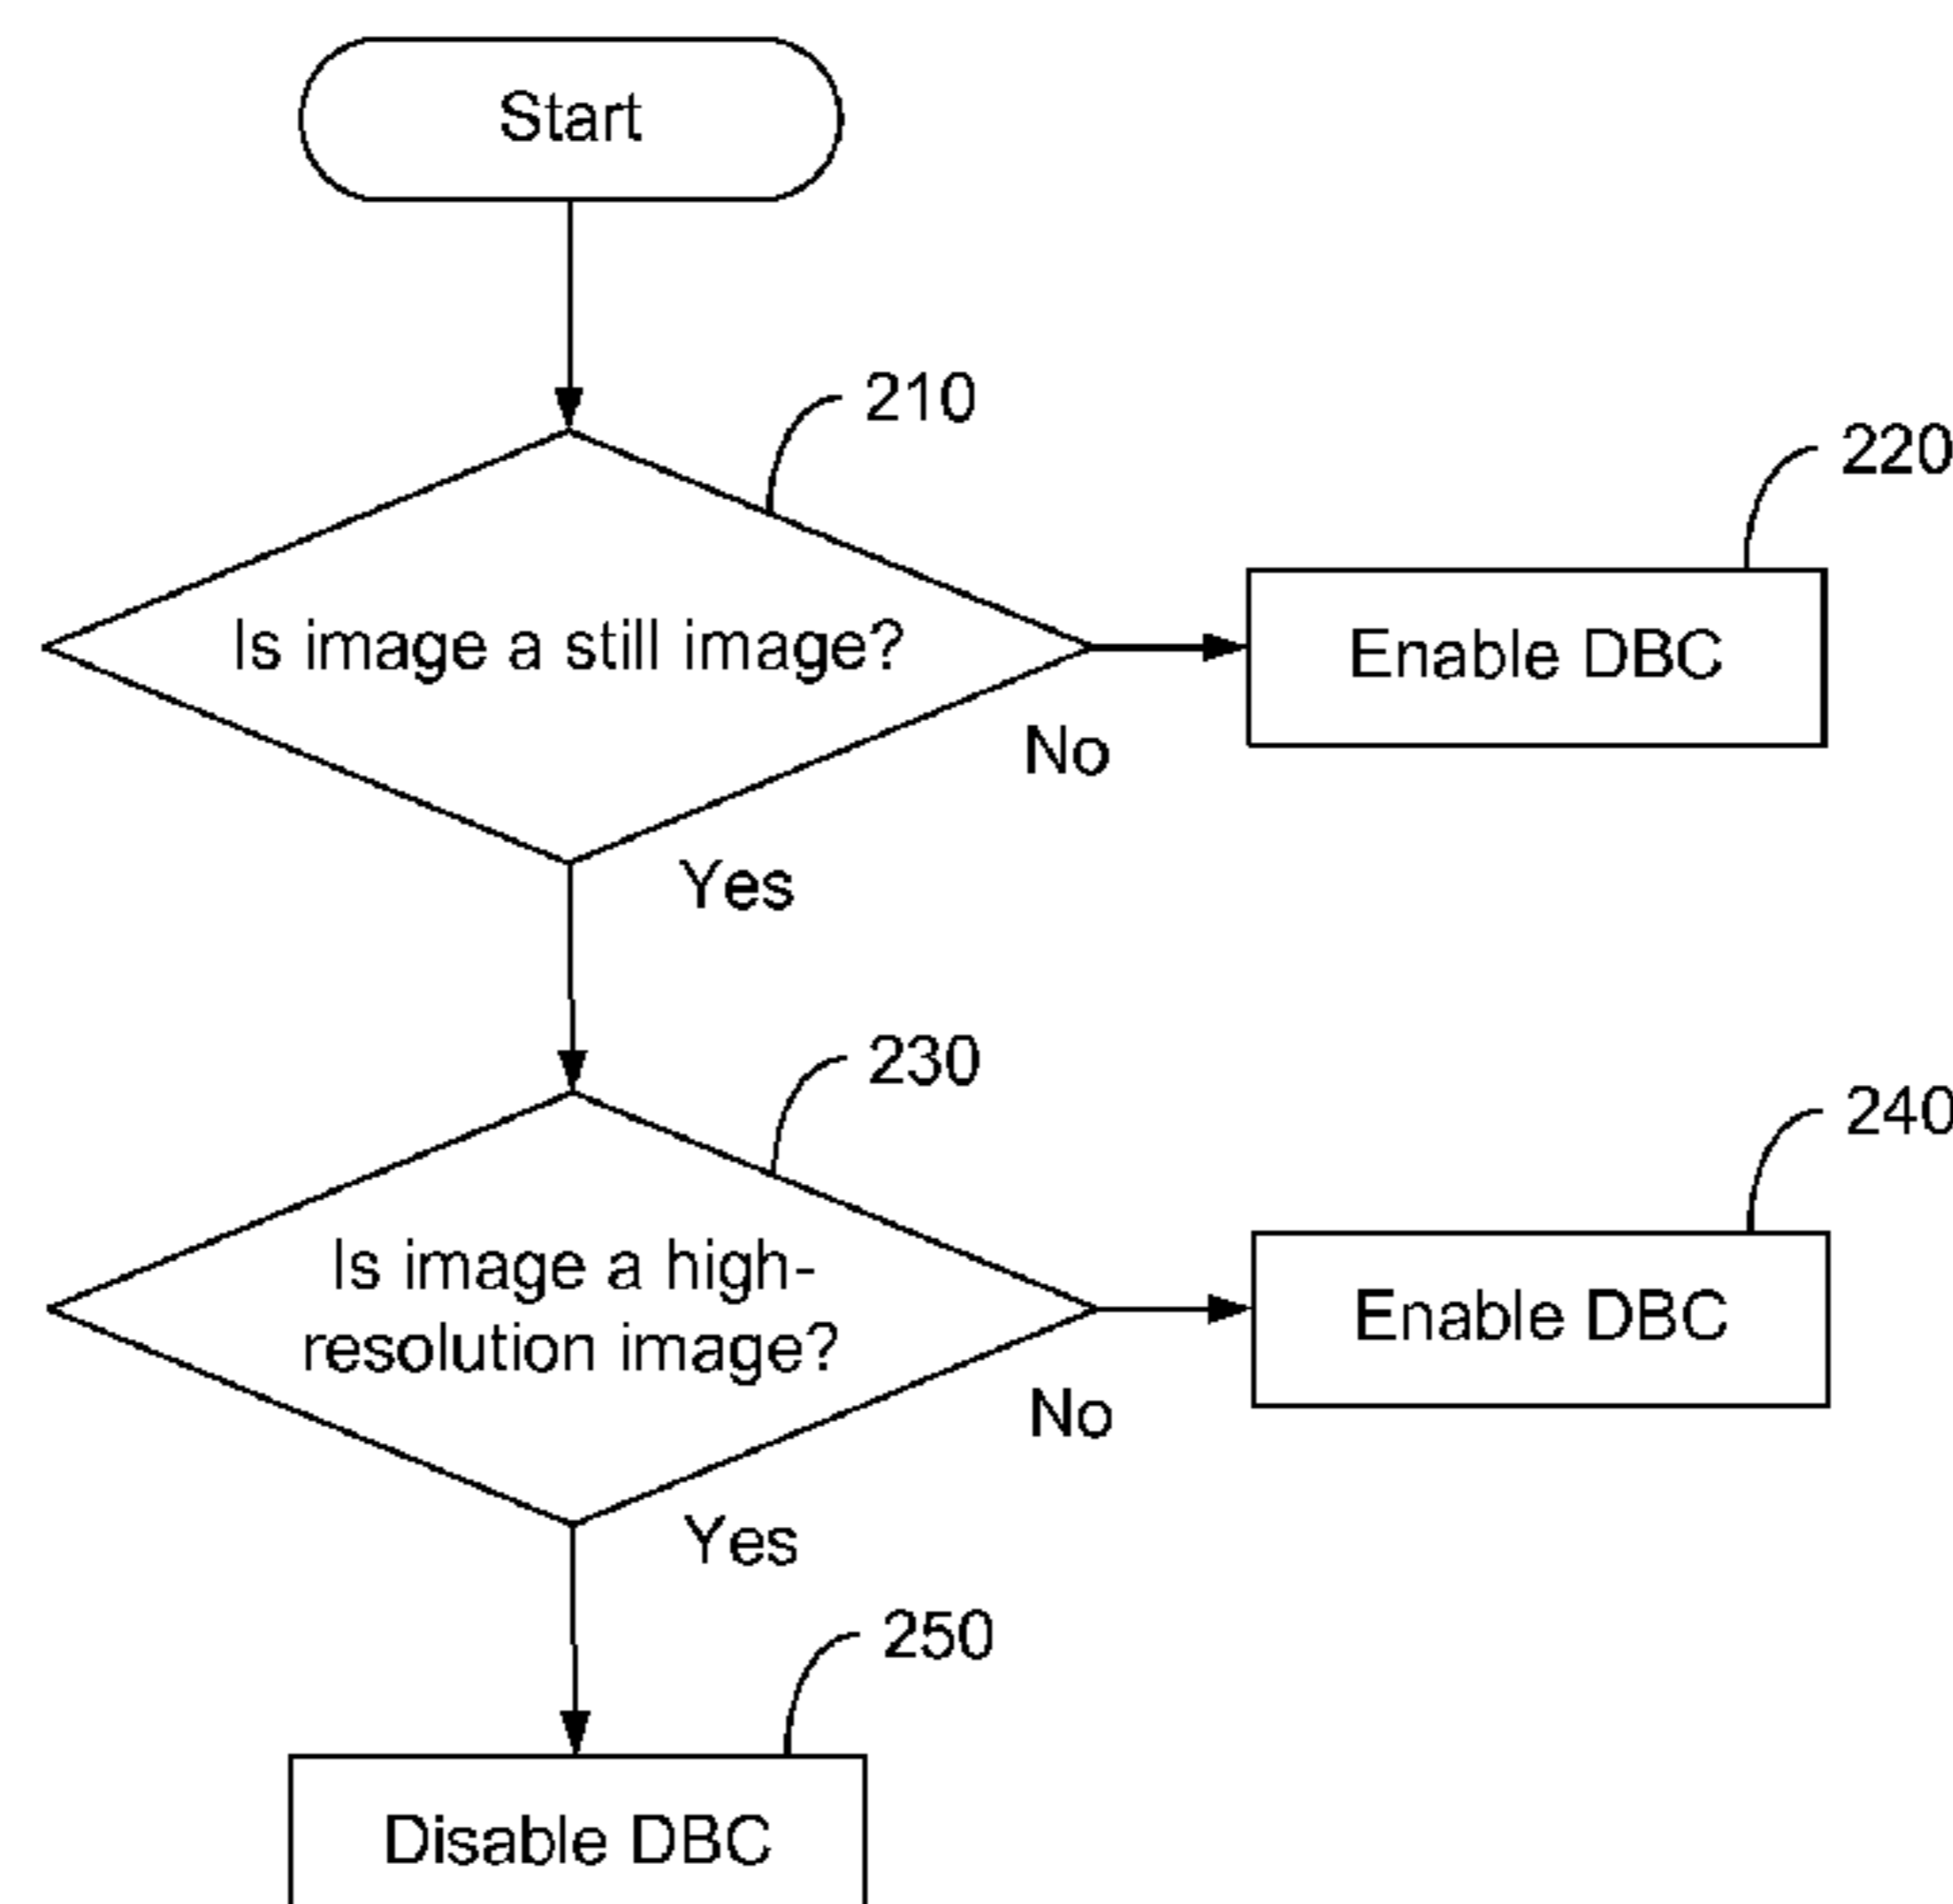 Start
210
220
Is image a still image?
Enable DBC
No
Yes
230
240
Is image a high-
resolution image?
Enable DBC
No
Yes
250
Disable DBC